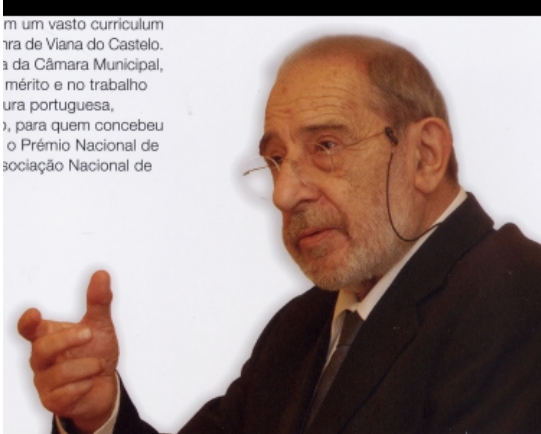 m um vasto curriculum
nra de Viana do Castelo.
a da Câmara Municipal,
mérito e no trabalho
ura portuguesa,
o, para quem concebeu
o Prémio Nacional de
sociação Nacional de